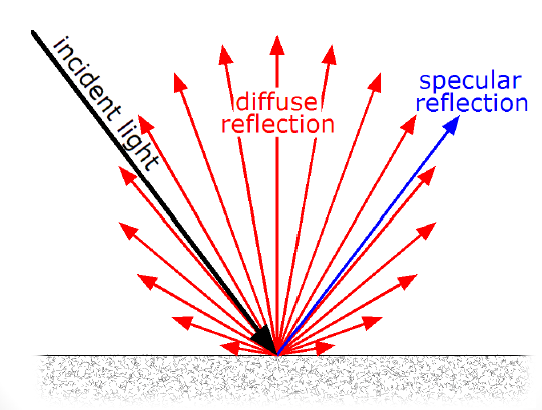 incident light
diffuse
reflection
specular
reflection